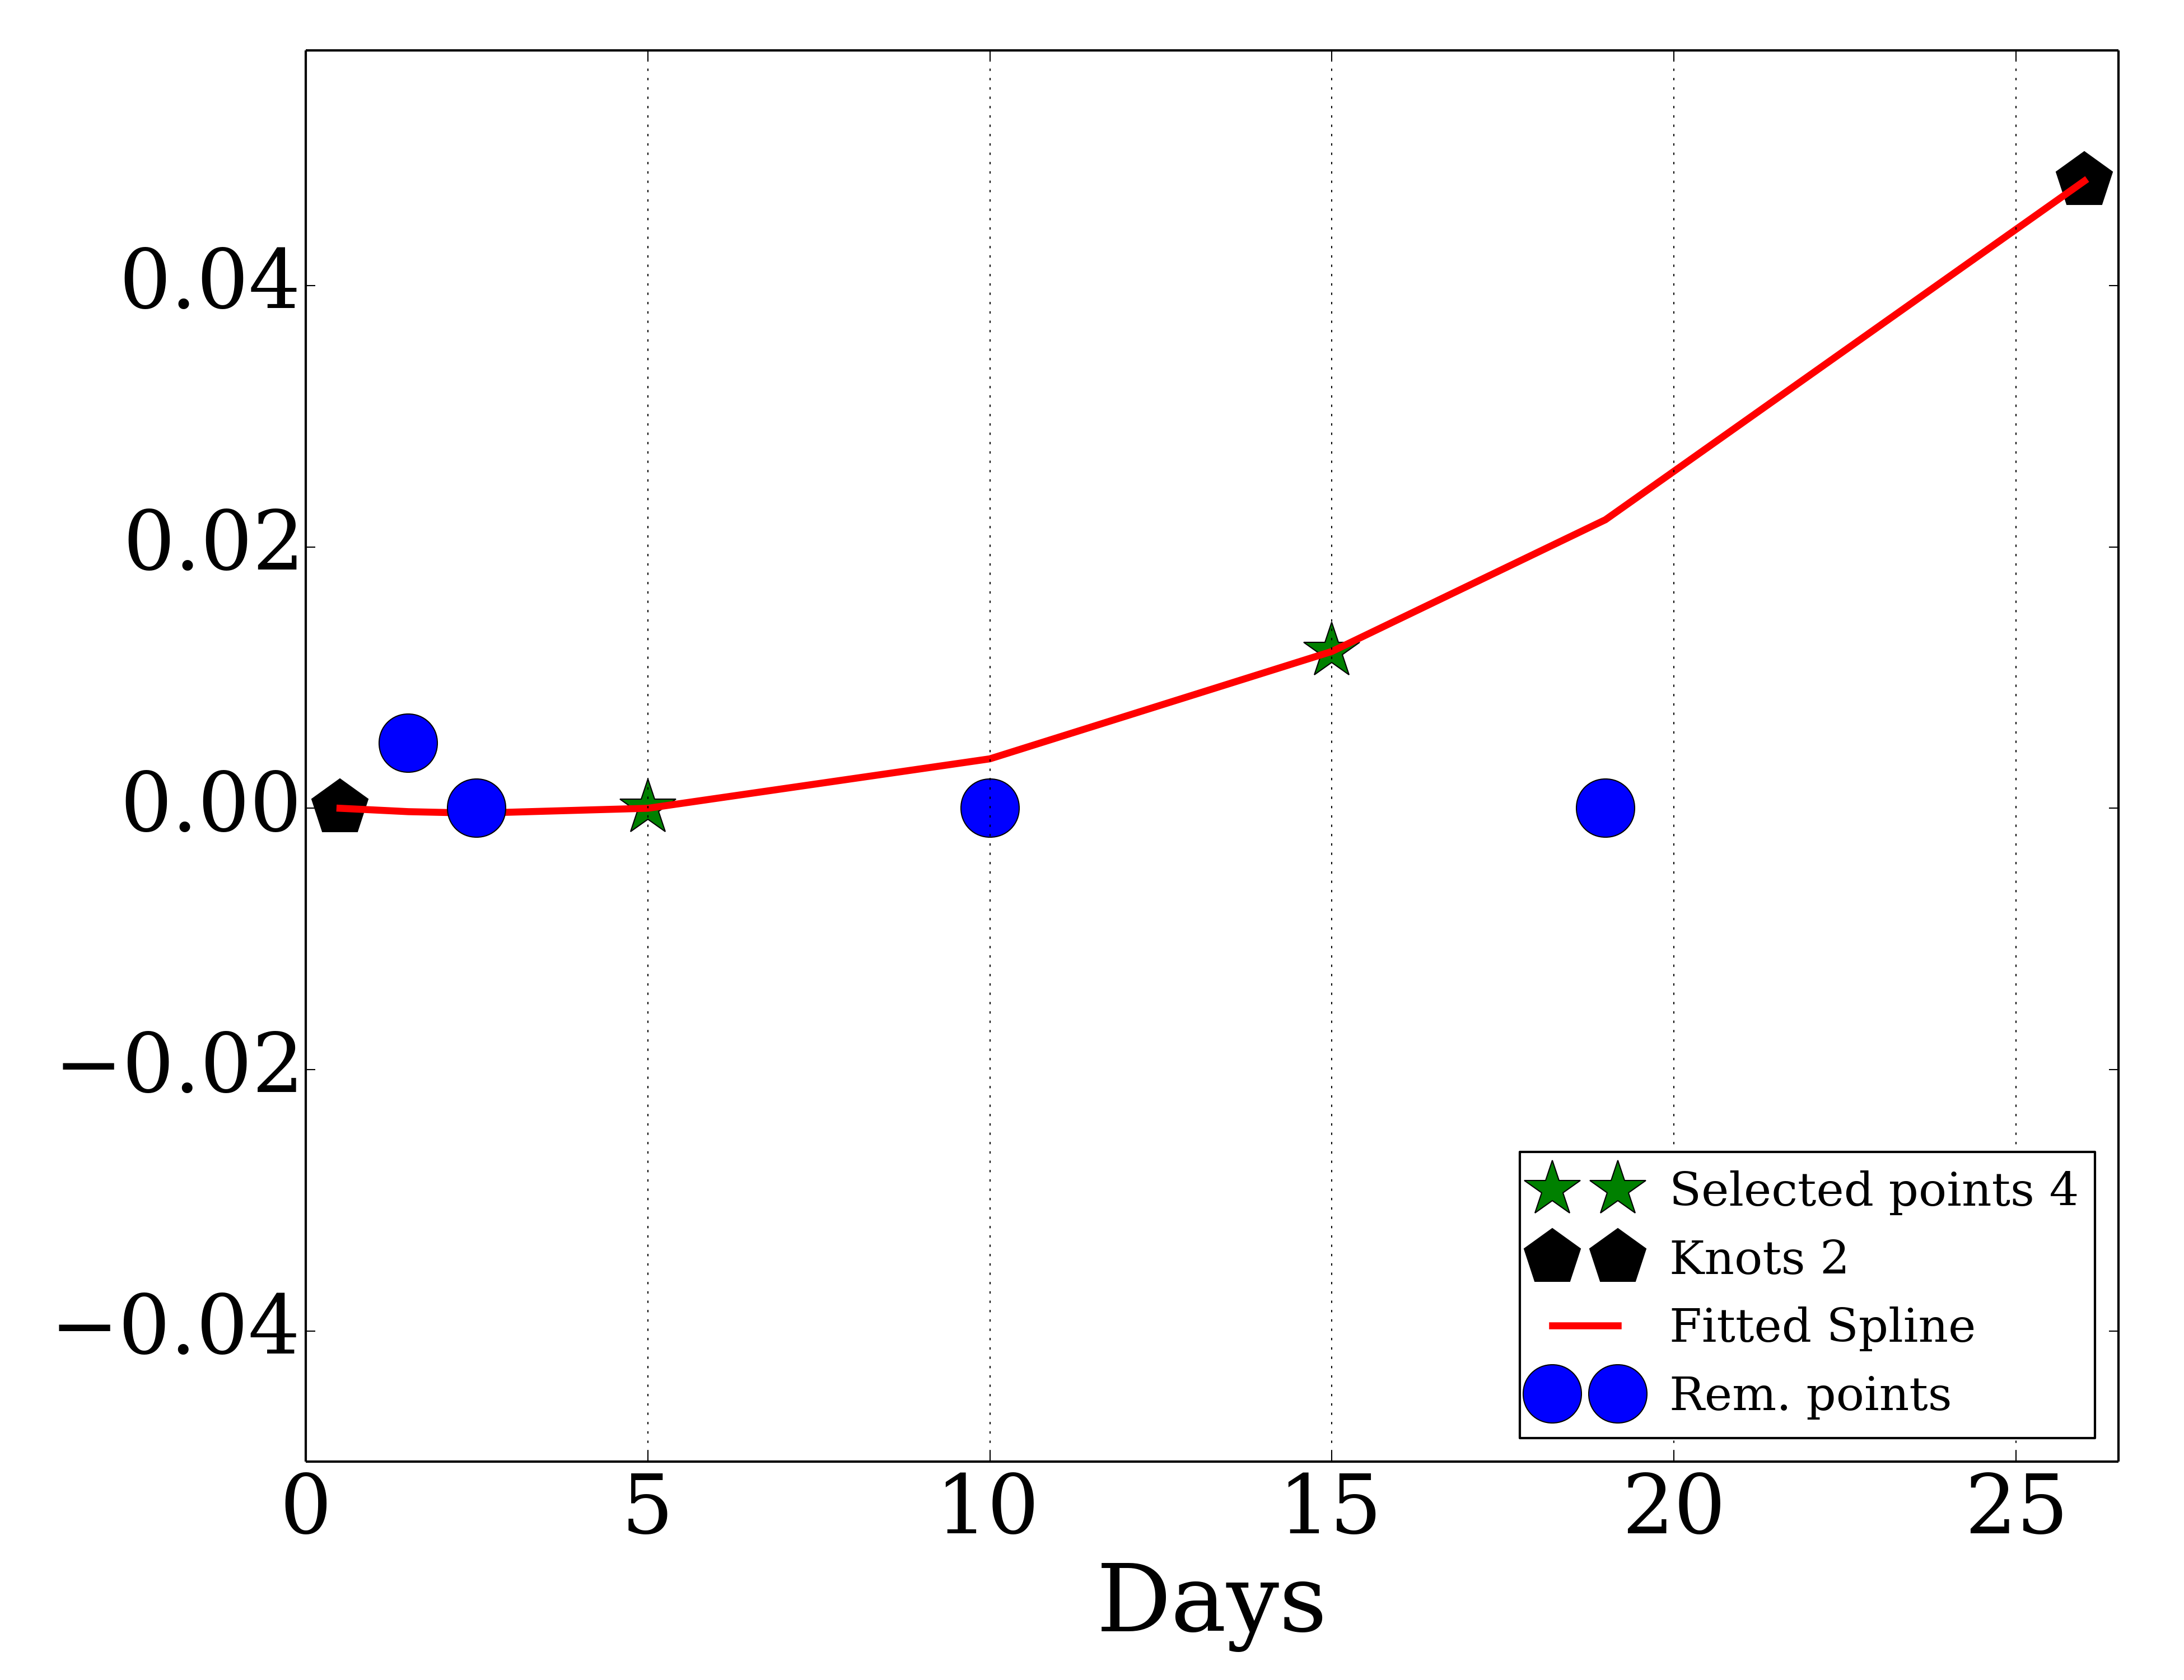 0.04
0.02
0.00
−0.02
−0.04
Selected points 4
Knots 2
Fitted Spline
Rem. points
0 5 10 15 20 25
Days